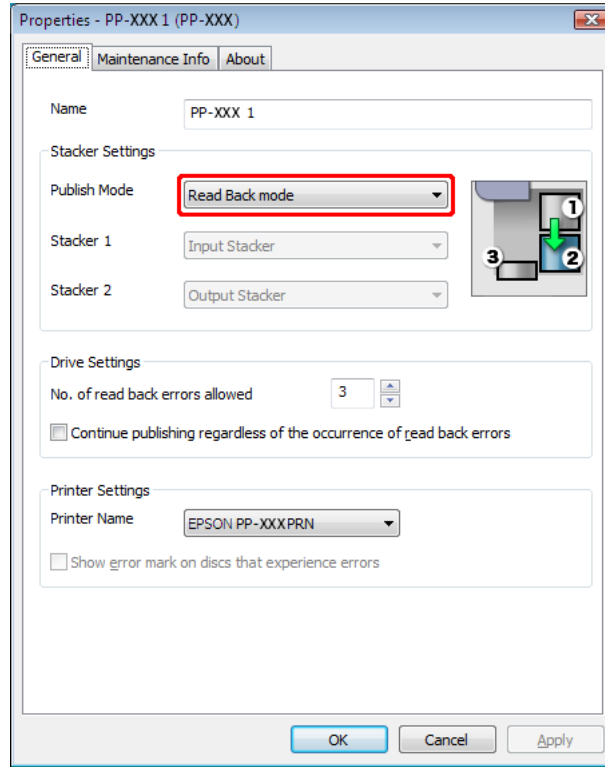 Properties - PP-XXX 1 (PP-XXX)
General Maintenance Info About
Name PP-XXX 1
Stacker Settings
Publish Mode Read Back mode
1
Stacker 1 Input Stacker
3 2
Stacker 2 Output Stacker
Drive Settings
No. of read back errors allowed 3
Continue publishing regardless of the occurrence of read back errors
Printer Settings
Printer Name EPSON PP-XXXPRN
Show error mark on discs that experience errors
OK Cancel Apply